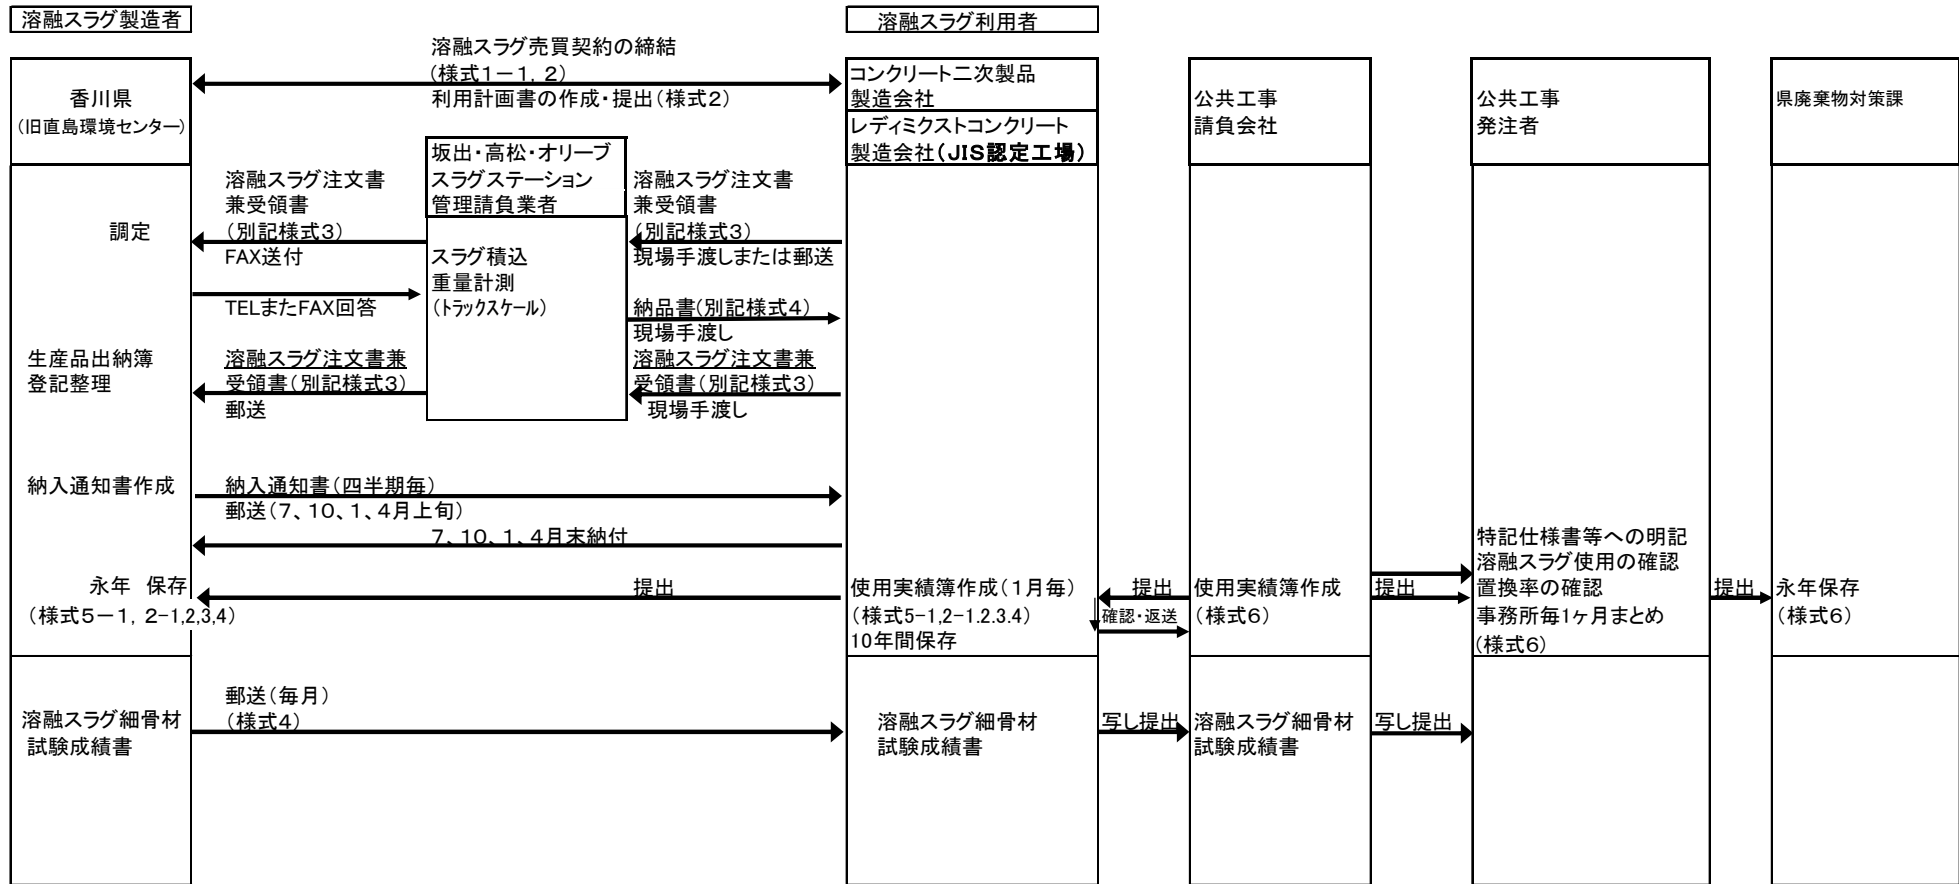 溶融スラグ製造者
溶融スラグ利用者
溶融スラグ売買契約の締結
(様式1－1, 2)
利用計画書の作成・提出(様式2)
香川県
(旧直島環境センター)
コンクリート二次製品
製造会社
レディミクストコンクリート
製造会社(JIS認定工場)
公共工事
請負会社
公共工事
発注者
県廃棄物対策課
坂出・高松・オリーブ
スラグステーション
管理請負業者
調定
溶融スラグ注文書
兼受領書
(別記様式3)
FAX送付
スラグ積込
重量計測
(トラックスケール)
溶融スラグ注文書
兼受領書
(別記様式3)
現場手渡しまたは郵送
TELまたFAX回答
納品書(別記様式4)
現場手渡し
生産品出納簿
登記整理
溶融スラグ注文書兼
受領書(別記様式3)
郵送
溶融スラグ注文書兼
受領書(別記様式3)
現場手渡し
納入通知書作成
納入通知書(四半期毎)
郵送(7、10、1、4月上旬)
7、10、1、4月末納付
永年 保存
(様式5－1, 2-1,2,3,4)
提出
使用実績簿作成(1月毎)
(様式5-1,2-1.2.3.4)
10年間保存
提出
確認・返送
使用実績簿作成
(様式6)
提出
特記仕様書等への明記
溶融スラグ使用の確認
置換率の確認
事務所毎1ヶ月まとめ
(様式6)
提出
永年保存
(様式6)
溶融スラグ細骨材
試験成績書
郵送(毎月)
(様式4)
溶融スラグ細骨材
試験成績書
写し提出
溶融スラグ細骨材
試験成績書
写し提出